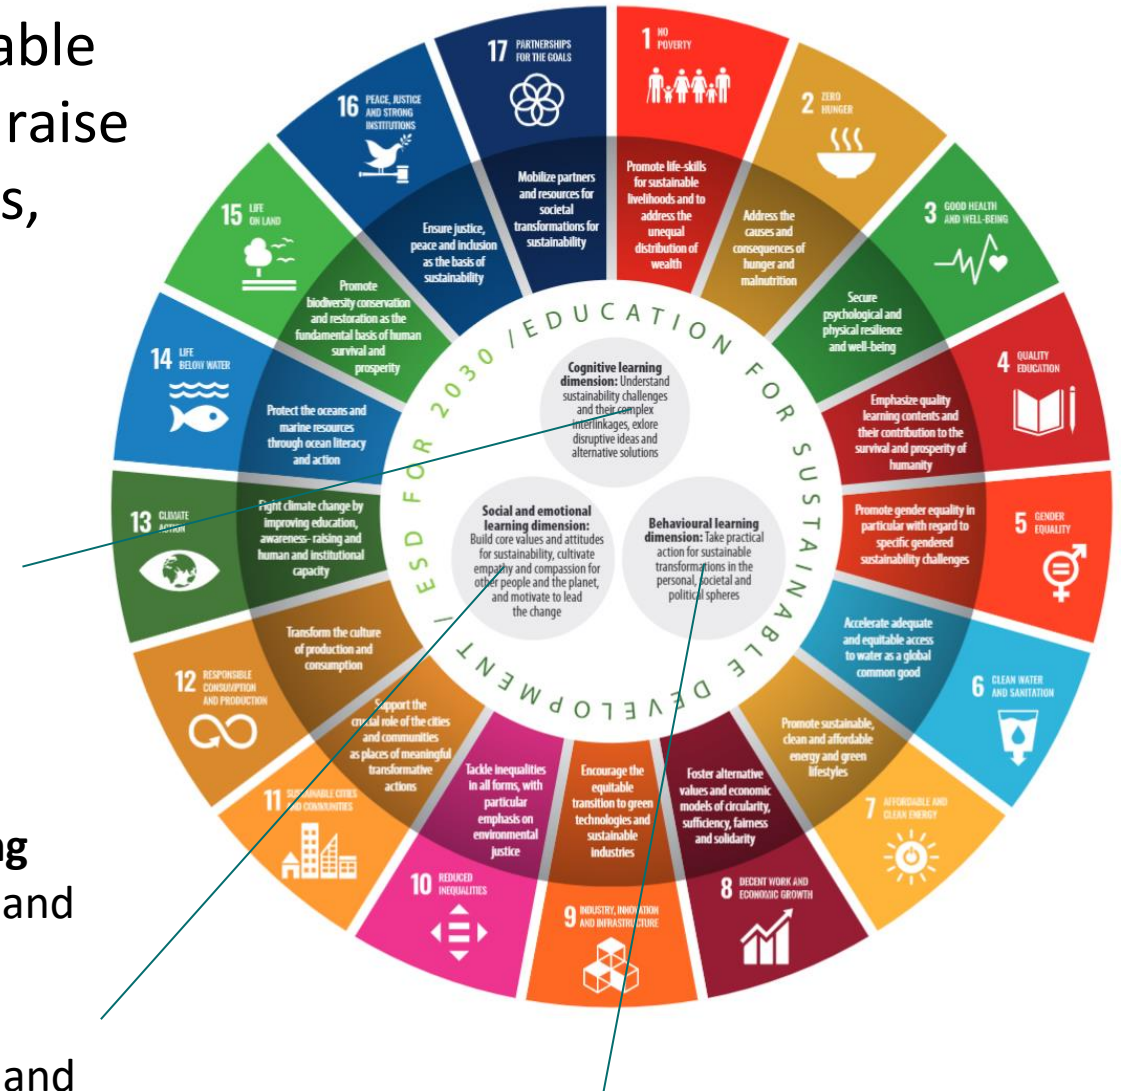 able
raise
s,
1 NO
POVERTY
Promote life-skills
for sustainable
livelihoods and to
address the
unequal
distribution of
wealth
2 ZERO
HUNGER
Address the
causes and
consequences of
hunger and
malnutrition
3 GOOD HEALTH
AND WELL-BEING
Secure
psychological and
physical resilience
and well-being
4 QUALITY
EDUCATION
Emphasize quality
learning contents and
their contribution to the
survival and prosperity of
humanity
5 GENDER
EQUALITY
Promote gender equality in
particular with regard to
specific gendered
sustainability challenges
6 CLEAN WATER
AND SANITATION
Accelerate adequate
and equitable access
to water as a global
common good
7 AFFORDABLE AND
CLEAN ENERGY
Promote sustainable,
clean and affordable
energy and green
lifestyles
8 DECENT WORK AND
ECONOMIC GROWTH
Foster alternative
values and economic
models of circularity,
sufficiency, fairness
and solidarity
9 INDUSTRY, INNOVATION
AND INFRASTRUCTURE
Encourage the
equitable
transition to green
technologies and
sustainable
industries
10 REDUCED
INEQUALITIES
Tackle inequalities
in all forms, with
particular
emphasis on
environmental
justice
11 SUSTAINABLE CITIES
AND COMMUNITIES
Support the
crucial role of the cities
and communities
as places of meaningful
transformative
actions
12 RESPONSIBLE
CONSUMPTION
AND PRODUCTION
Transform the culture
of production and
consumption
13 CLIMATE
ACTION
Fight climate change by
improving education,
awareness- raising and
human and institutional
capacity
14 LIFE
BELOW WATER
Protect the oceans and
marine resources
through ocean literacy
and action
15 LIFE
ON LAND
Promote
biodiversity conservation
and restoration as the
fundamental basis of human
survival and
prosperity
16 PEACE, JUSTICE
AND STRONG
INSTITUTIONS
Ensure justice,
peace and inclusion
as the basis of
sustainability
17 PARTNERSHIPS
FOR THE GOALS
Mobilize partners
and resources for
societal
transformations for
sustainability
/ EDUCATION FOR SUSTAINABLE DEVELOPMENT / ESD FOR 2030
Cognitive learning
dimension: Understand
sustainability challenges
and their complex
interlinkages, exlore
disruptive ideas and
alternative solutions
Social and emotional
learning dimension:
Build core values and attitudes
for sustainability, cultivate
empathy and compassion for
other people and the planet,
and motivate to lead
the change
Behavioural learning
dimension: Take practical
action for sustainable
transformations in the
personal, societal and
political spheres
and
and